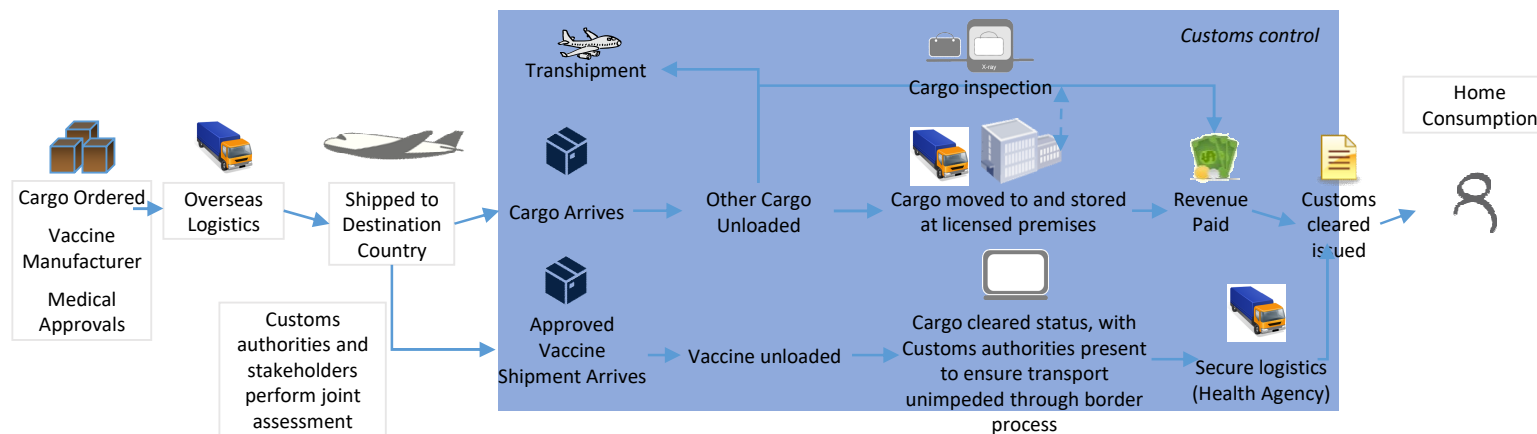 Customs control
Transhipment
X-ray
Cargo inspection
Home
Consumption
Cargo Ordered
Vaccine
Manufacturer
Medical
Approvals
Overseas
Logistics
Shipped to
Destination
Country
Cargo Arrives
Other Cargo
Unloaded
Cargo moved to and stored
at licensed premises
Revenue
Paid
Customs
cleared
issued
Customs
authorities and
stakeholders
perform joint
assessment
Approved
Vaccine
Shipment Arrives
Vaccine unloaded
Cargo cleared status, with
Customs authorities present
to ensure transport
unimpeded through border
process
Secure logistics
(Health Agency)